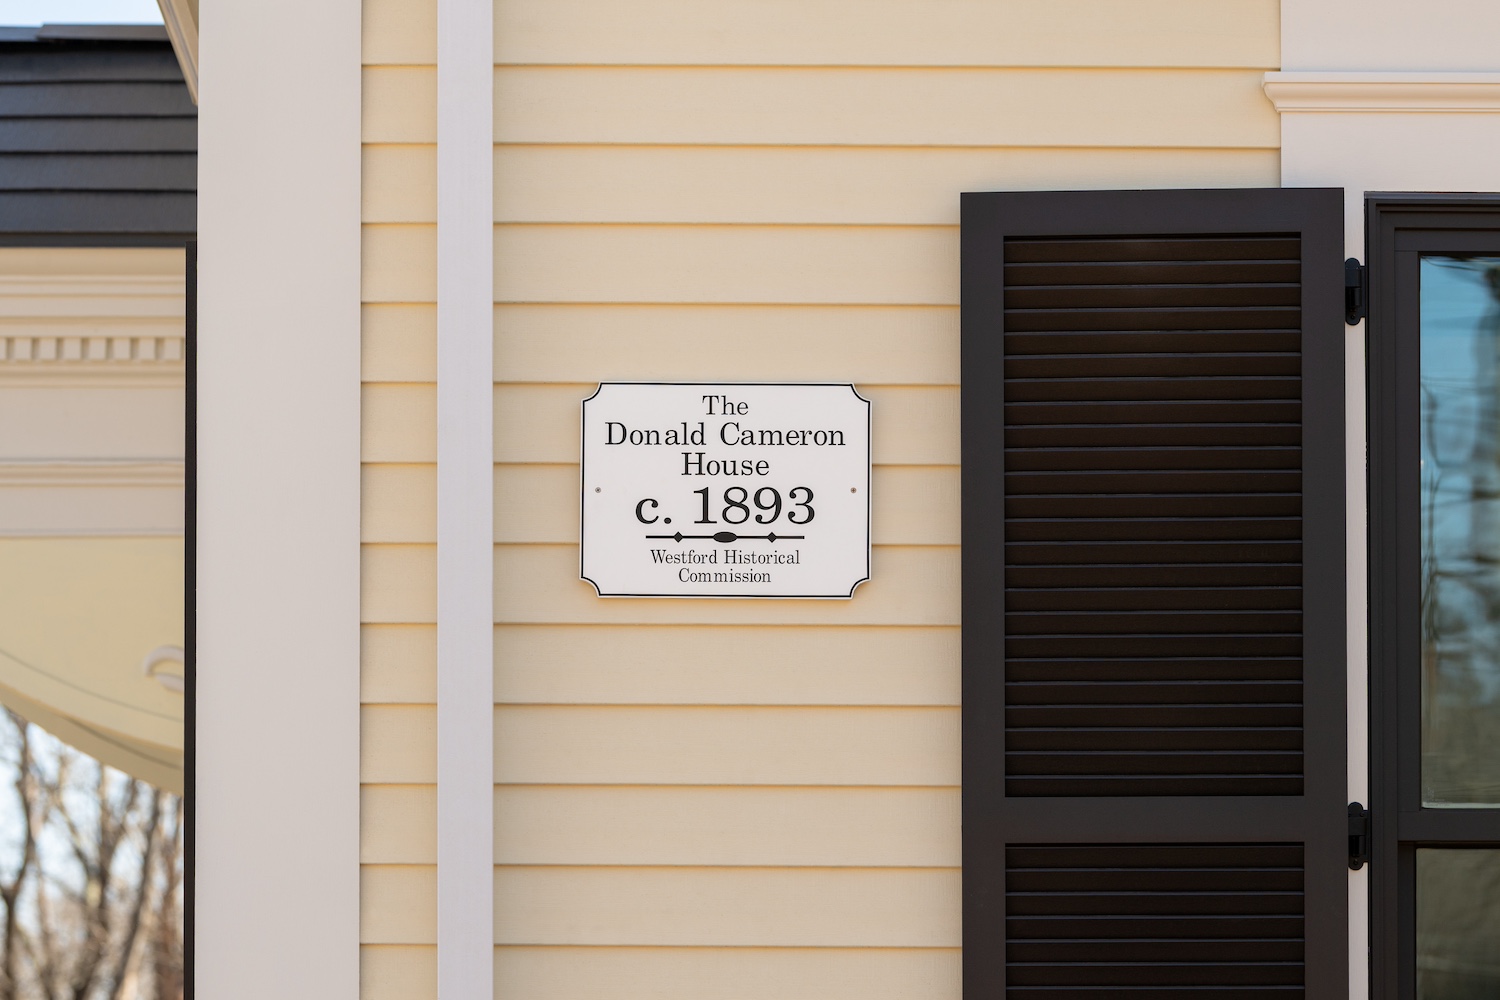 The
Donald Cameron
House
c. 1893
Westford Historical
Commission